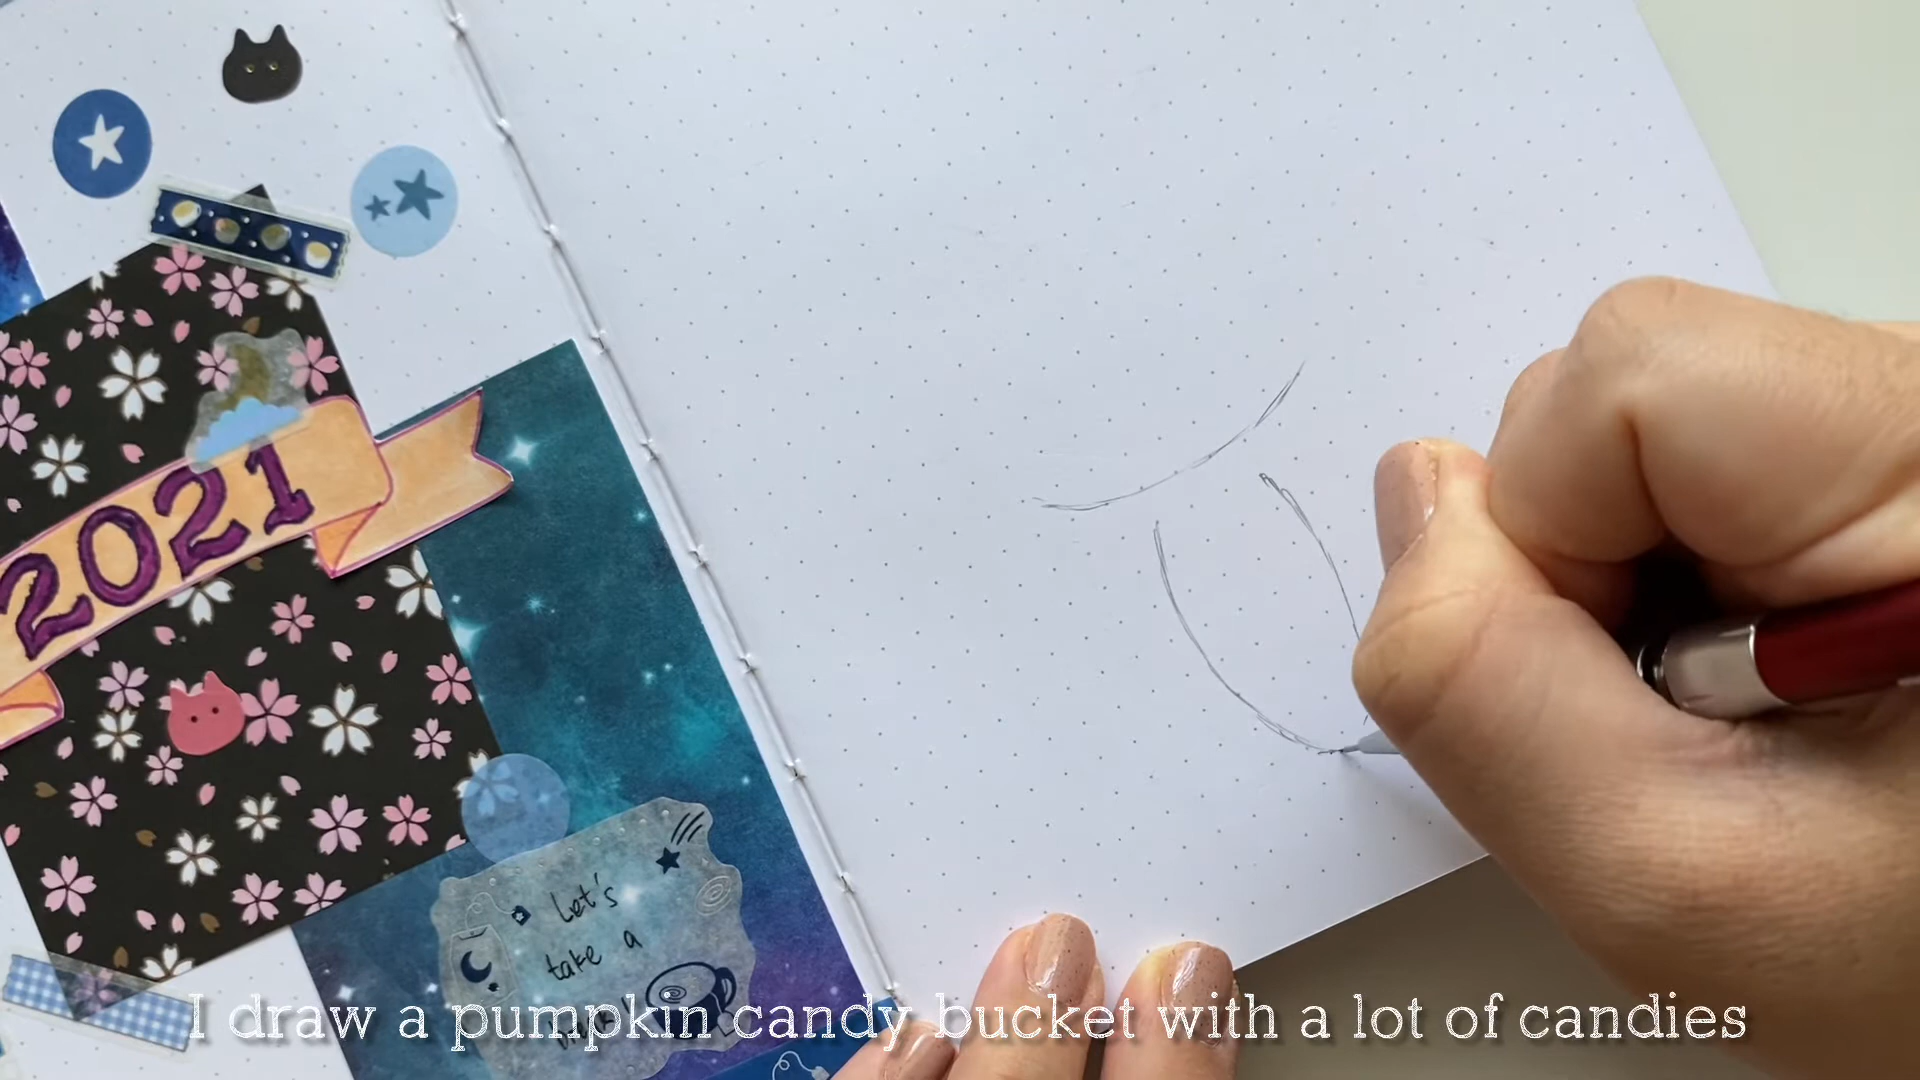 2021
Let's
take a
I draw a pumpkin candy bucket with a lot of candies